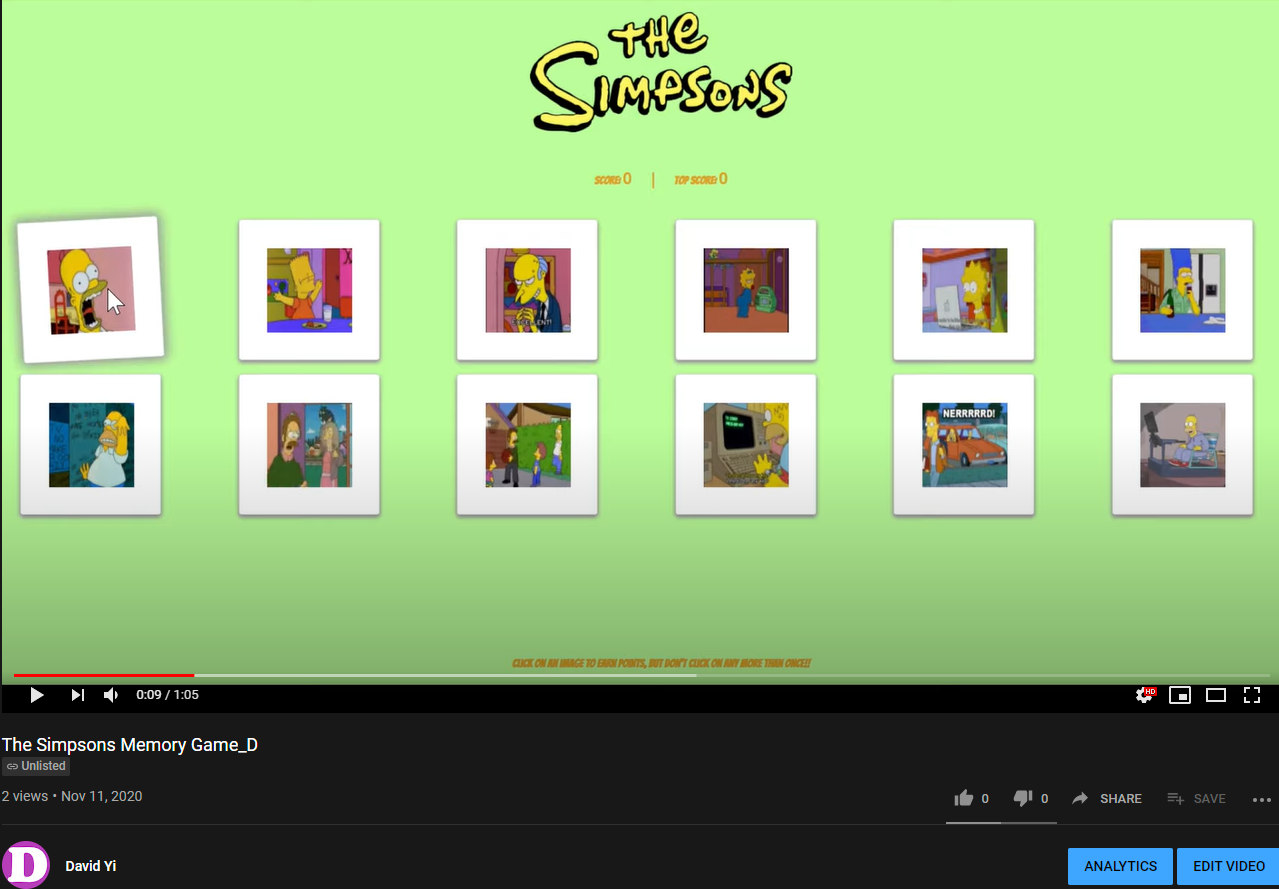 THE
SIMPSONS
SCORE: 0 | TOP SCORE: 0
NERRRRRD!
CLICK ON AN IMAGE TO EARN POINTS, BUT DON'T CLICK ON ANY MORE THAN ONCE!!
0:09 / 1:05
HD
The Simpsons Memory Game_D
Unlisted
2 views • Nov 11, 2020
0 0 SHARE SAVE
D
David Yi
ANALYTICS EDIT VIDEO